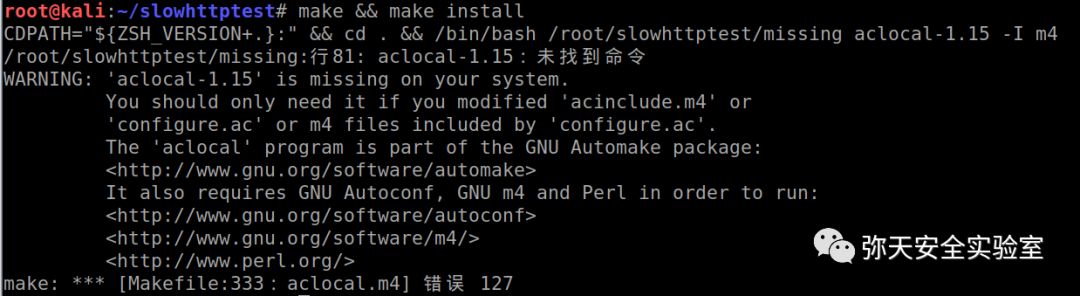 root@kali:~/slowhttptest# make && make install
CDPATH="${ZSH_VERSION+.}:" && cd . && /bin/bash /root/slowhttptest/missing aclocal-1.15 -I m4
/root/slowhttptest/missing:行81: aclocal-1.15：未找到命令
WARNING: 'aclocal-1.15' is missing on your system.
         You should only need it if you modified 'acinclude.m4' or
         'configure.ac' or m4 files included by 'configure.ac'.
         The 'aclocal' program is part of the GNU Automake package:
         <http://www.gnu.org/software/automake>
         It also requires GNU Autoconf, GNU m4 and Perl in order to run:
         <http://www.gnu.org/software/autoconf>
         <http://www.gnu.org/software/m4/>
         <http://www.perl.org/>
make: *** [Makefile:333：aclocal.m4] 错误 127
弥天安全实验室